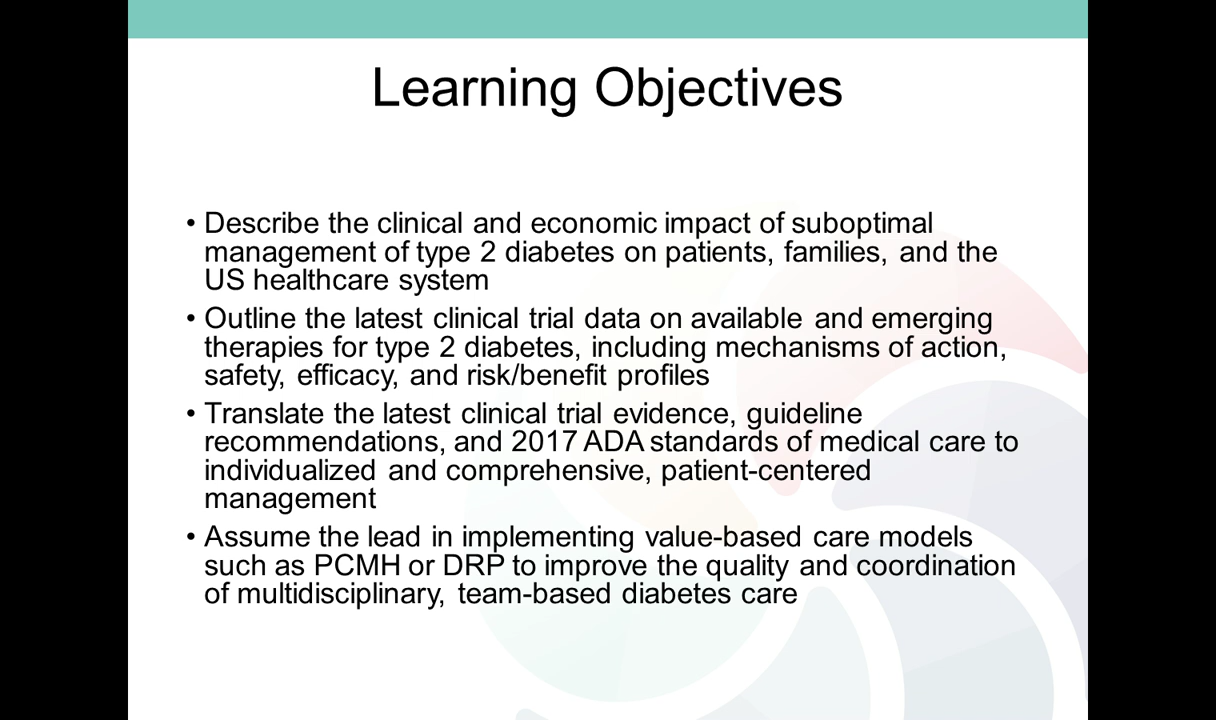 Learning Objectives
• Describe the clinical and economic impact of suboptimal
management of type 2 diabetes on patients, families, and the
US healthcare system
• Outline the latest clinical trial data on available and emerging
therapies for type 2 diabetes, including mechanisms of action,
safety, efficacy, and risk/benefit profiles
• Translate the latest clinical trial evidence, guideline
recommendations, and 2017 ADA standards of medical care to
individualized and comprehensive, patient-centered
management
• Assume the lead in implementing value-based care models
such as PCMH or DRP to improve the quality and coordination
of multidisciplinary, team-based diabetes care